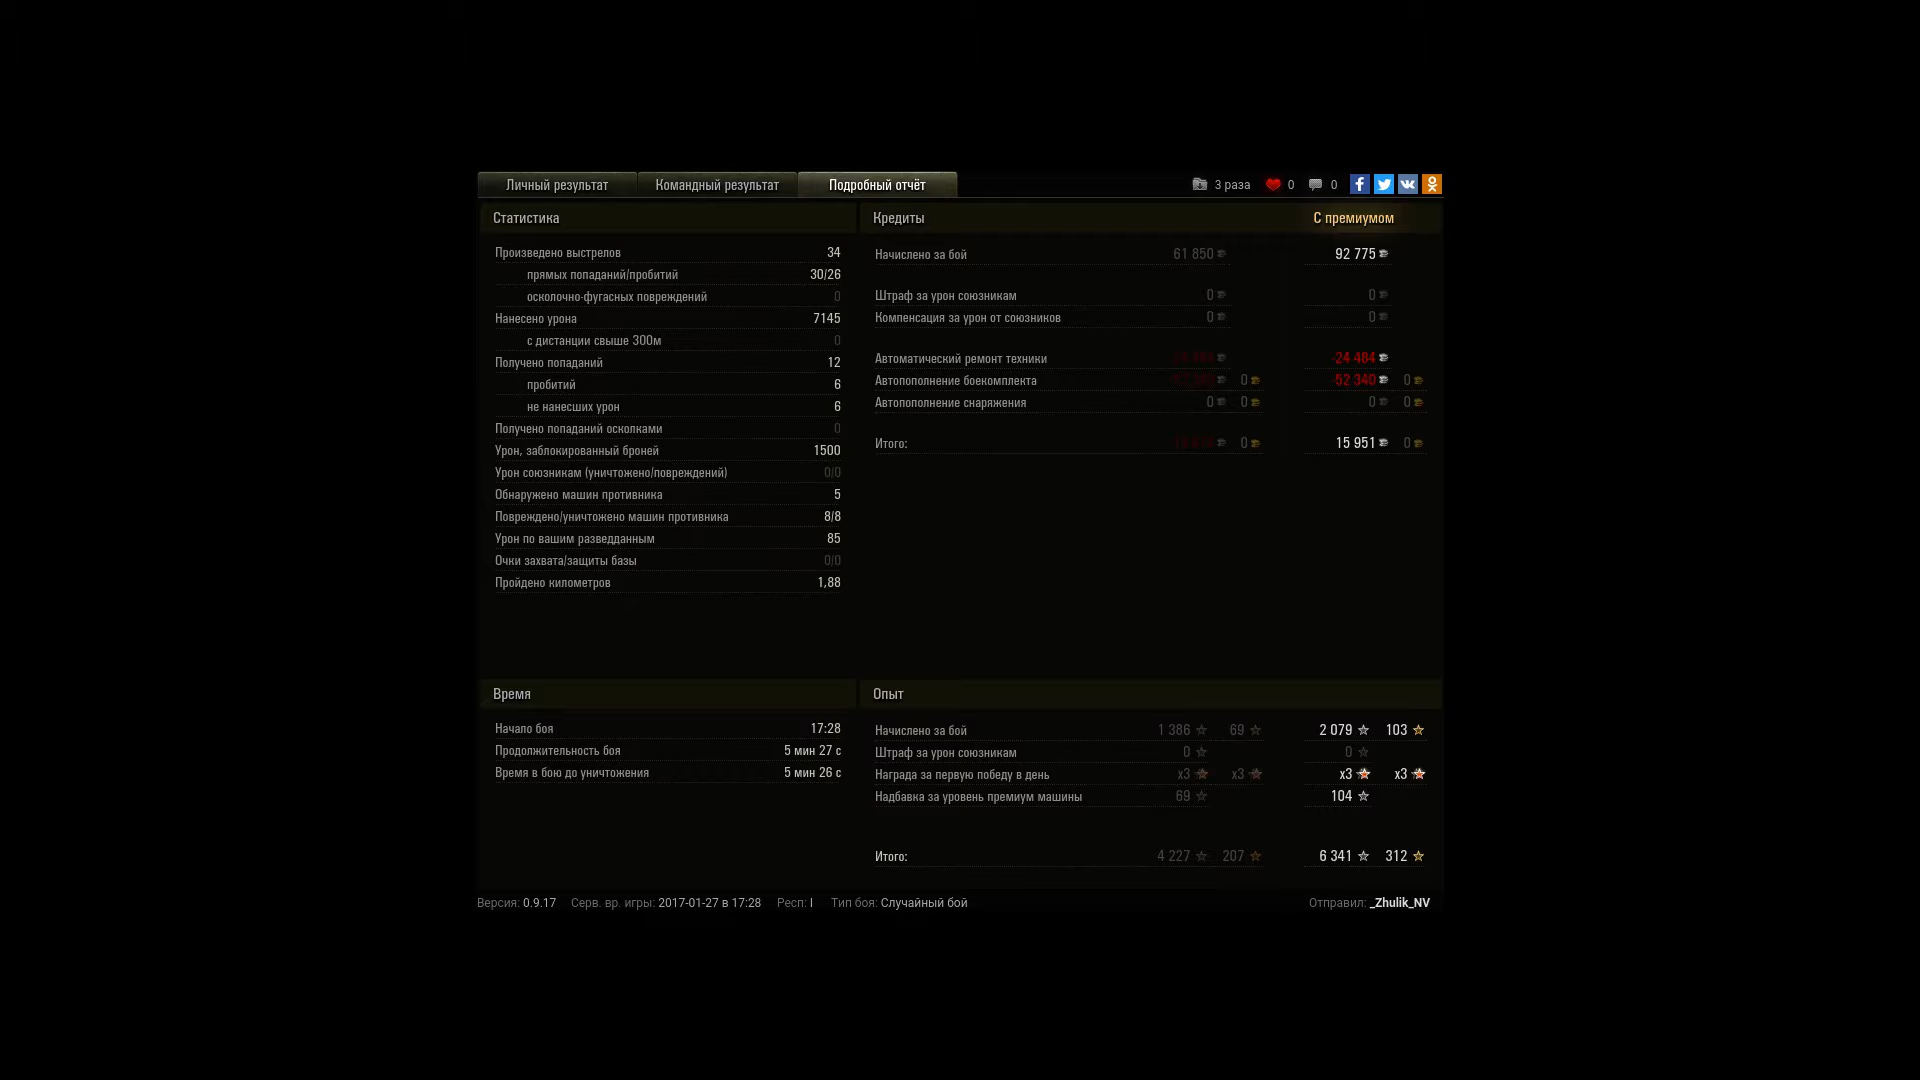 Личный результат Командный результат Подробный отчёт 3 раза 0 0
Статистика
Произведено выстрелов 34
прямых попаданий/пробитий 30/26
осколочно-фугасных повреждений 0
Нанесено урона 7145
с дистанции свыше 300м 0
Получено попаданий 12
пробитий 6
не нанесших урон 6
Получено попаданий осколками 0
Урон, заблокированный броней 1500
Урон союзникам (уничтожено/повреждений) 0/0
Обнаружено машин противника 5
Повреждено/уничтожено машин противника 8/8
Урон по вашим разведданным 85
Очки захвата/защиты базы 0/0
Пройдено километров 1,88
Кредиты С премиумом
Начислено за бой 61 850 92 775
Штраф за урон союзникам 0 0
Компенсация за урон от союзников 0 0
Автоматический ремонт техники -24 484
Автопополнение боекомплекта 0 -52 340 0
Автопополнение снаряжения 0 0 0 0
Итого: 0 15 951 0
Время
Начало боя 17:28
Продолжительность боя 5 мин 27 с
Время в бою до уничтожения 5 мин 26 с
Опыт
Начислено за бой 1 386 69 2 079 103
Штраф за урон союзникам 0 0
Награда за первую победу в день x3 x3 x3 x3
Надбавка за уровень премиум машины 69 104
Итого: 4 227 207 6 341 312
Версия: 0.9.17 Серв. вр. игры: 2017-01-27 в 17:28 Респ: I Тип боя: Случайный бой Отправил: _Zhulik_NV